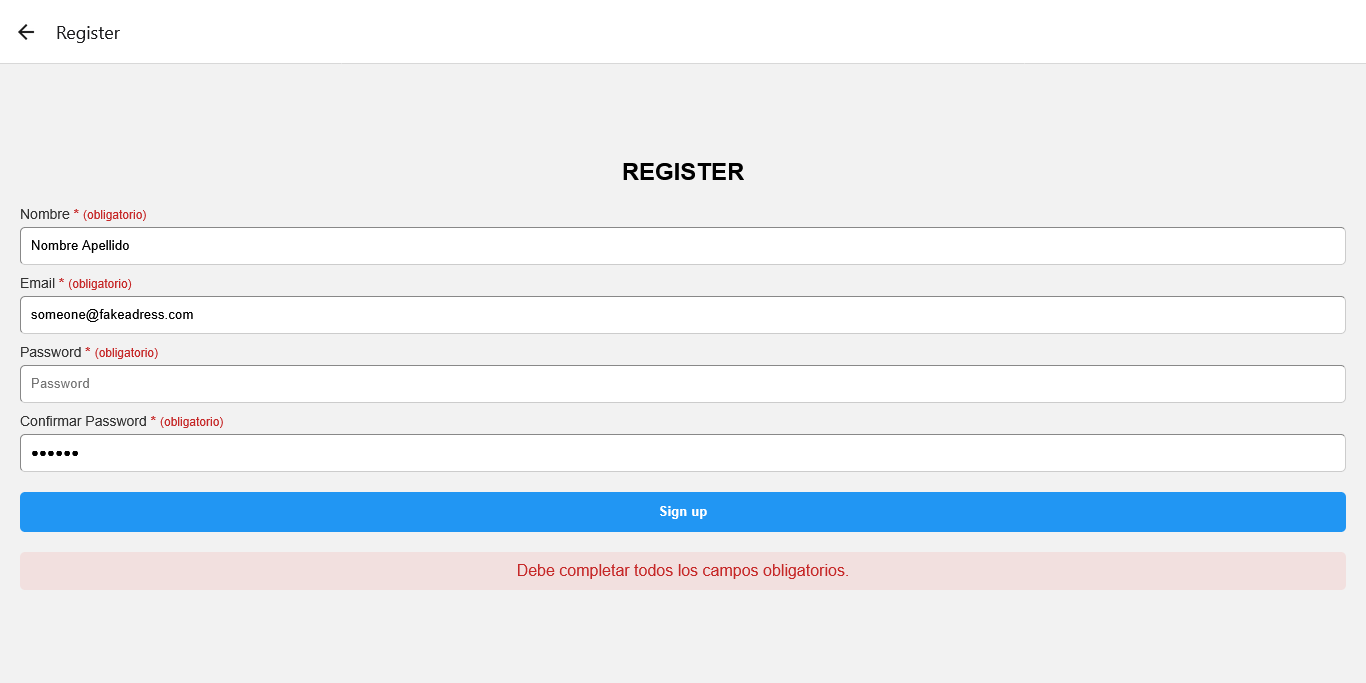 Register
REGISTER
Nombre * (obligatorio)
Nombre Apellido
Email * (obligatorio)
someone@fakeadress.com
Password * (obligatorio)
Password
Confirmar Password * (obligatorio)
••••••
Sign up
Debe completar todos los campos obligatorios.